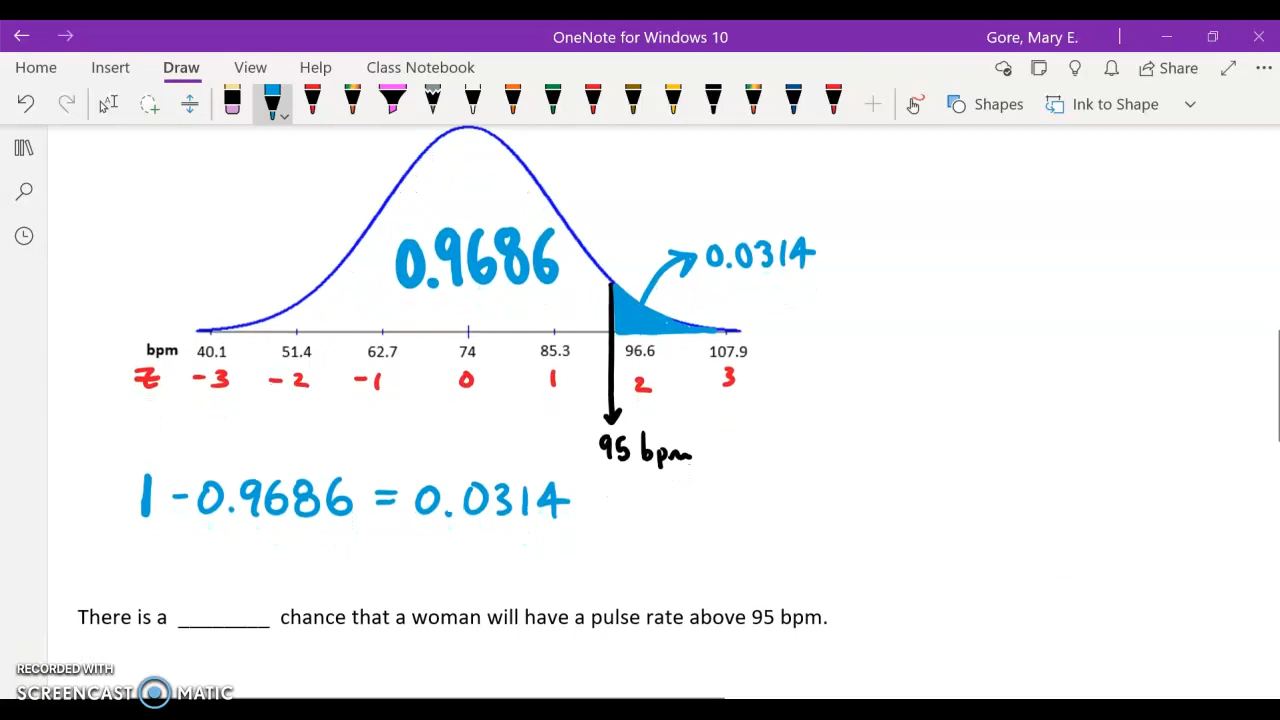 OneNote for Windows 10
Gore, Mary E.
Home Insert Draw View Help Class Notebook
Share
Shapes
Ink to Shape
0.9686
0.0314
bpm 40.1 51.4 62.7 74 85.3 96.6 107.9
z -3 -2 -1 0 1 2 3
95 bpm
1 - 0.9686 = 0.0314
There is a ________ chance that a woman will have a pulse rate above 95 bpm.
RECORDED WITH
SCREENCAST MATIC